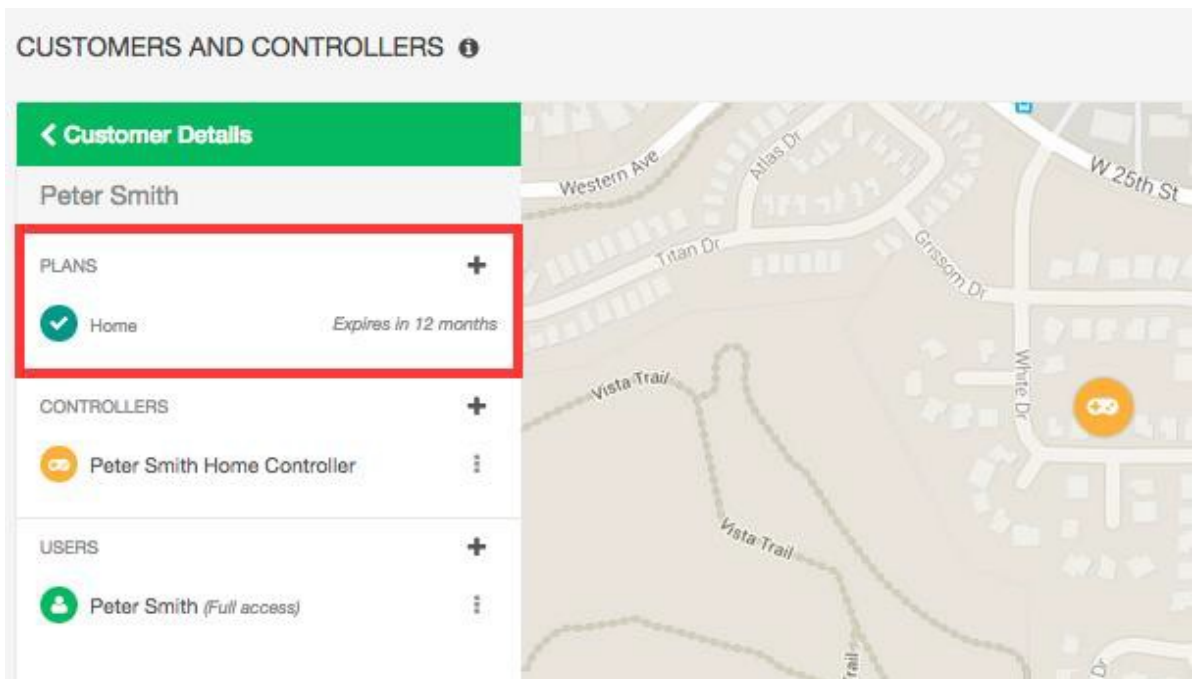 CUSTOMERS AND CONTROLLERS
Customer Details
Peter Smith
PLANS
Home Expires in 12 months
CONTROLLERS
Peter Smith Home Controller
USERS
Peter Smith (Full access)
Western Ave
Atlas Dr
W 25th St
Titan Dr
Grissom Dr
White Dr
Vista Trail
Vista Trail
Trail
Dr